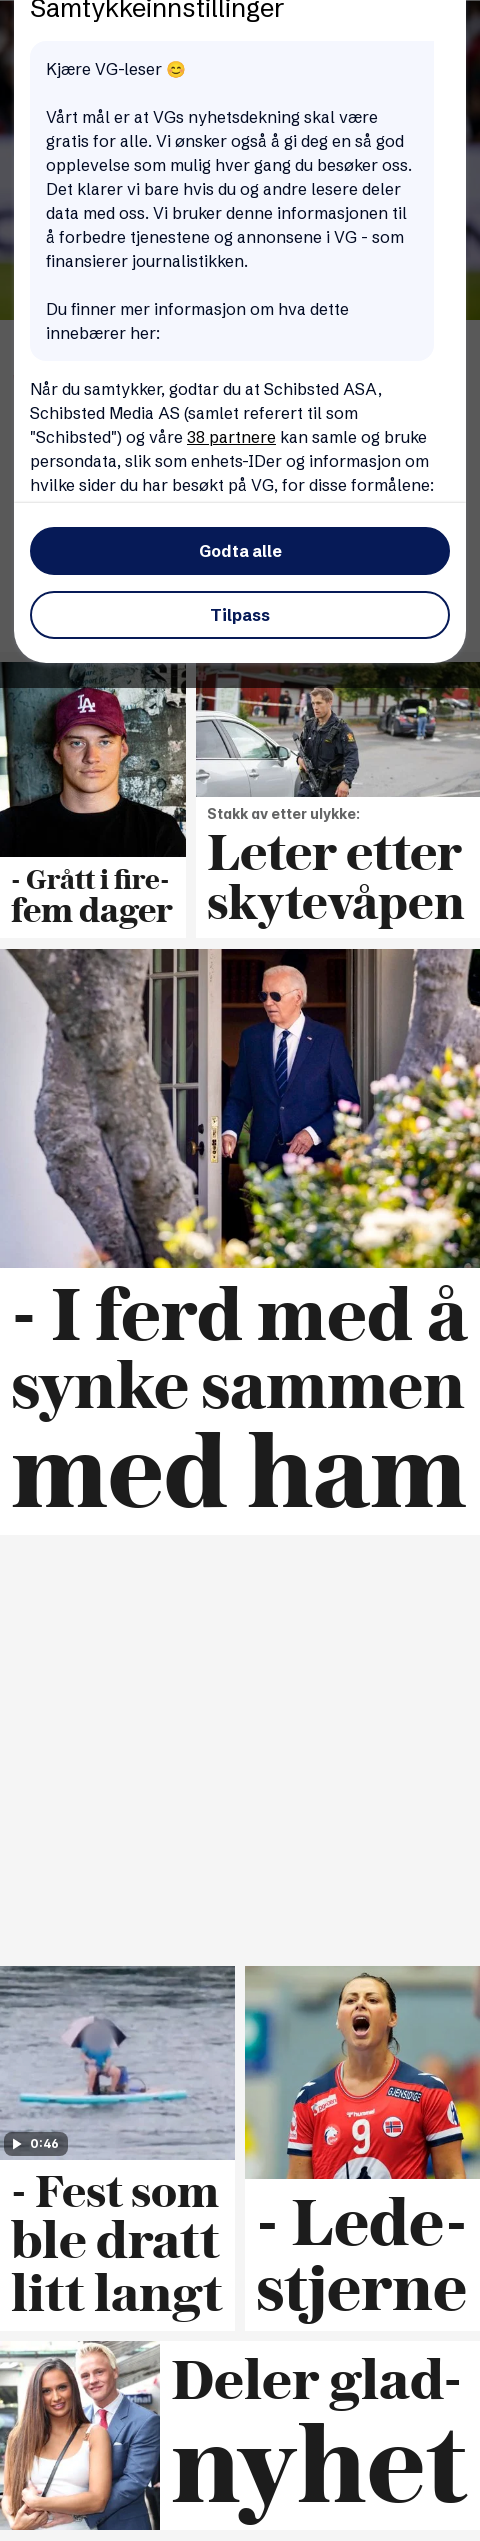 Samtykkeinnstillinger
Kjære VG-leser 😊
Vårt mål er at VGs nyhetsdekning skal være
gratis for alle. Vi ønsker også å gi deg en så god
opplevelse som mulig hver gang du besøker oss.
Det klarer vi bare hvis du og andre lesere deler
data med oss. Vi bruker denne informasjonen til
å forbedre tjenestene og annonsene i VG - som
finansierer journalistikken.
Du finner mer informasjon om hva dette
innebærer her:
Når du samtykker, godtar du at Schibsted ASA,
Schibsted Media AS (samlet referert til som
"Schibsted") og våre 38 partnere kan samle og bruke
persondata, slik som enhets-IDer og informasjon om
hvilke sider du har besøkt på VG, for disse formålene:
Godta alle
Tilpass
LA
- Grått i fire-
fem dager
Stakk av etter ulykke:
Leter etter
skytevåpen
- I ferd med å
synke sammen
med ham
0:46
- Fest som
ble dratt
litt langt
GJENSIDIGE
hummel
9
- Lede-
stjerne
Deler glad-
nyhet